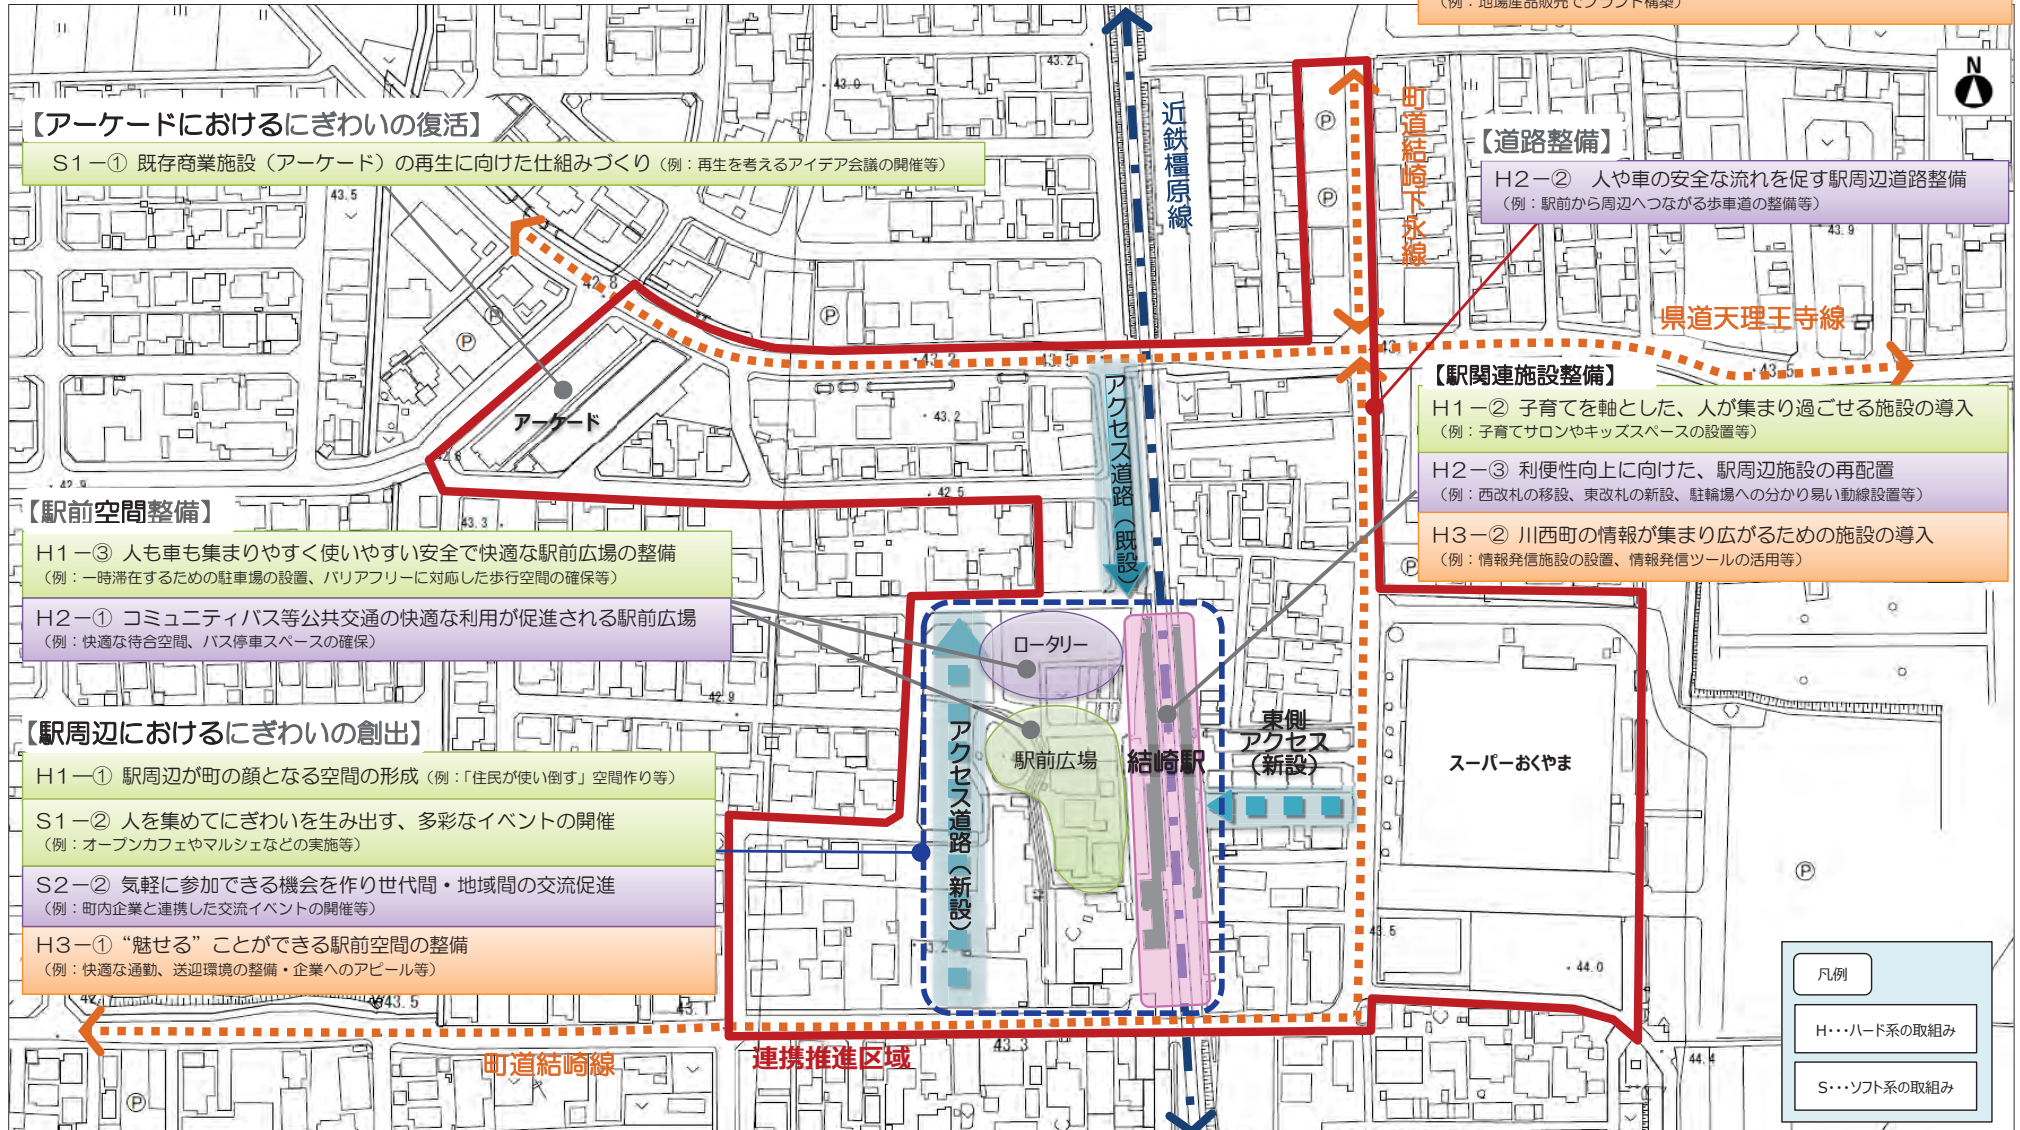 （例：地場産品販売でブランド構築）
N
【アーケードにおけるにぎわいの復活】
S1－① 既存商業施設（アーケード）の再生に向けた仕組みづくり（例：再生を考えるアイデア会議の開催等）
近鉄橿原線
町道結崎下永線
【道路整備】
H2－② 人や車の安全な流れを促す駅周辺道路整備
（例：駅前から周辺へつながる歩車道の整備等）
県道天理王寺線
アーケード
アクセス道路（既設）
【駅関連施設整備】
H1－② 子育てを軸とした、人が集まり過ごせる施設の導入
（例：子育てサロンやキッズスペースの設置等）
H2－③ 利便性向上に向けた、駅周辺施設の再配置
（例：西改札の移設、東改札の新設、駐輪場への分かり易い動線設置等）
H3－② 川西町の情報が集まり広がるための施設の導入
（例：情報発信施設の設置、情報発信ツールの活用等）
【駅前空間整備】
H1－③ 人も車も集まりやすく使いやすい安全で快適な駅前広場の整備
（例：一時滞在するための駐車場の設置、バリアフリーに対応した歩行空間の確保等）
H2－① コミュニティバス等公共交通の快適な利用が促進される駅前広場
（例：快適な待合空間、バス停車スペースの確保）
ロータリー
駅前広場
結崎駅
東側
アクセス
（新設）
スーパーおくやま
アクセス道路（新設）
【駅周辺におけるにぎわいの創出】
H1－① 駅周辺が町の顔となる空間の形成（例：「住民が使い倒す」空間作り等）
S1－② 人を集めてにぎわいを生み出す、多彩なイベントの開催
（例：オープンカフェやマルシェなどの実施等）
S2－② 気軽に参加できる機会を作り世代間・地域間の交流促進
（例：町内企業と連携した交流イベントの開催等）
H3－① “魅せる”ことができる駅前空間の整備
（例：快適な通勤、送迎環境の整備・企業へのアピール等）
町道結崎線
連携推進区域
凡例
H・・・ハード系の取組み
S・・・ソフト系の取組み
43.2
43.0
43.5
42.8
43.9
43.2
43.5
43.2
42.5
43.3
42.9
43.5
43.5
44.0
43.3
44.4
Ⓟ
Ⓟ
Ⓟ
Ⓟ
Ⓟ
Ⓟ
Ⓟ
Ⓟ